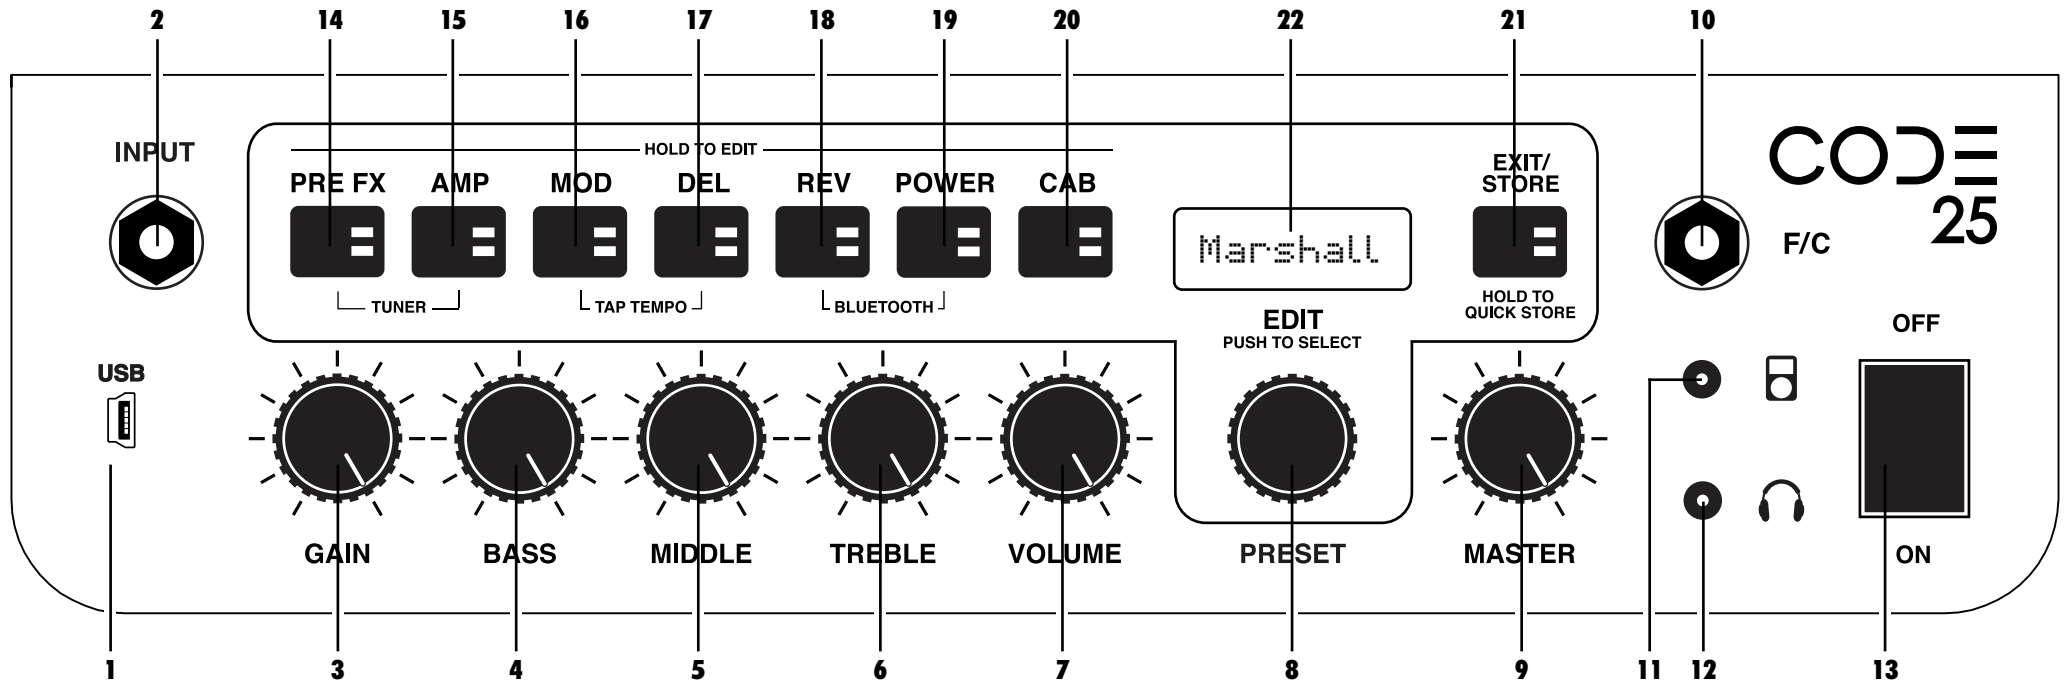 2 14 15 16 17 18 19 20 22 21 10
INPUT
HOLD TO EDIT
PRE FX AMP MOD DEL REV POWER CAB
EXIT/
STORE
CODE
25
Marshall
F/C
TUNER TAP TEMPO BLUETOOTH
HOLD TO
QUICK STORE
EDIT
PUSH TO SELECT
OFF
USB
GAIN BASS MIDDLE TREBLE VOLUME PRESET MASTER
ON
1 3 4 5 6 7 8 9 11 12 13